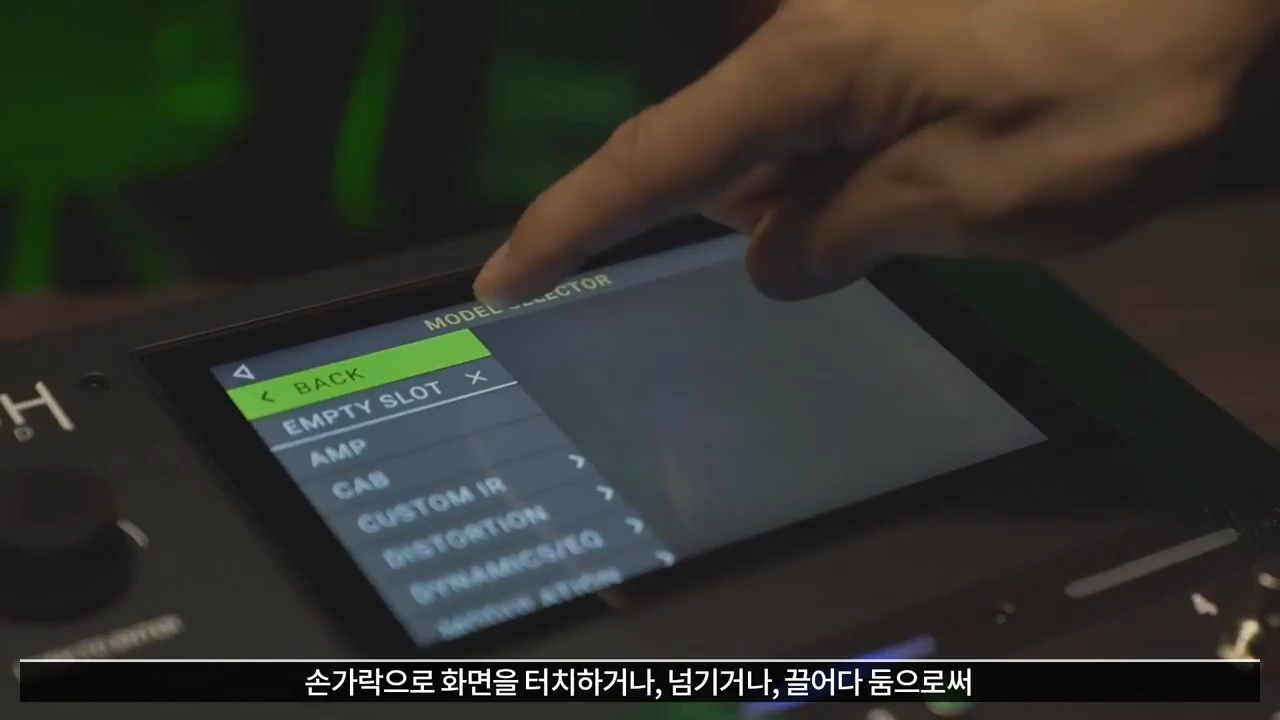 MODEL SELECTOR
BACK
EMPTY SLOT
AMP
CAB
CUSTOM IR
DISTORTION
DYNAMICS/EQ
손가락으로 화면을 터치하거나, 넘기거나, 끌어다 둠으로써